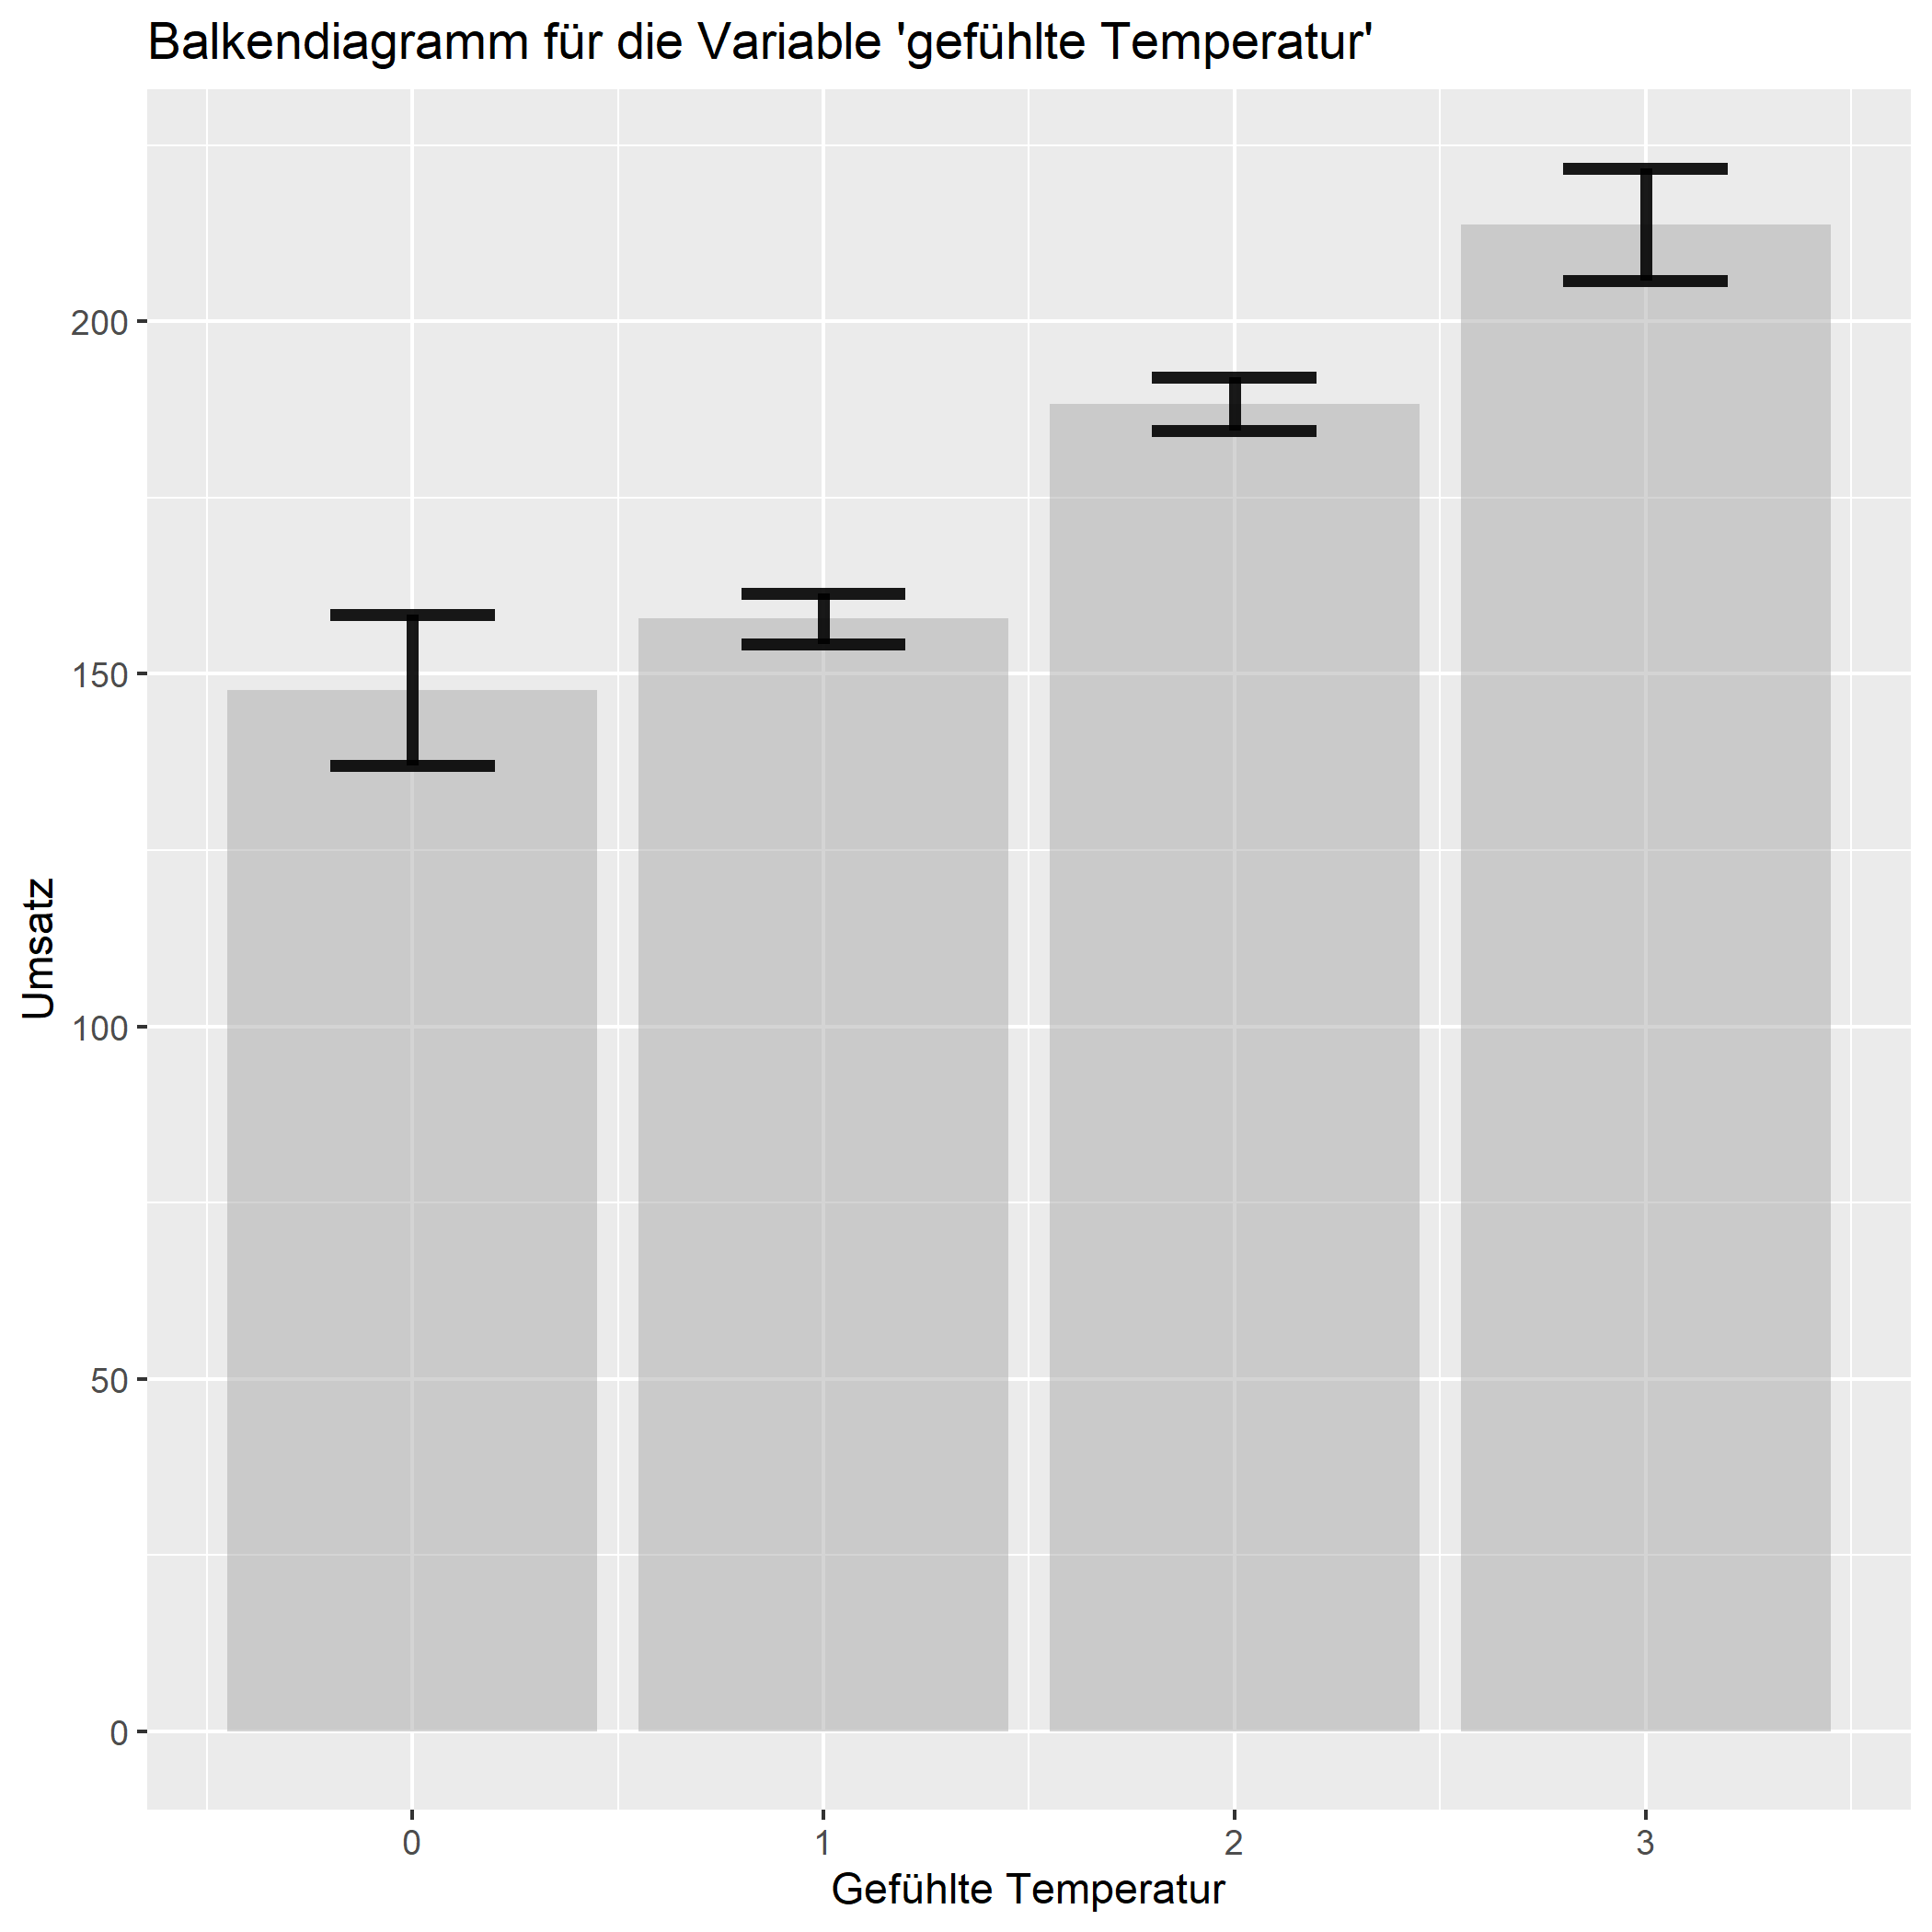 Balkendiagramm für die Variable 'gefühlte Temperatur'
Umsatz
200
150
100
50
0
0 1 2 3
Gefühlte Temperatur